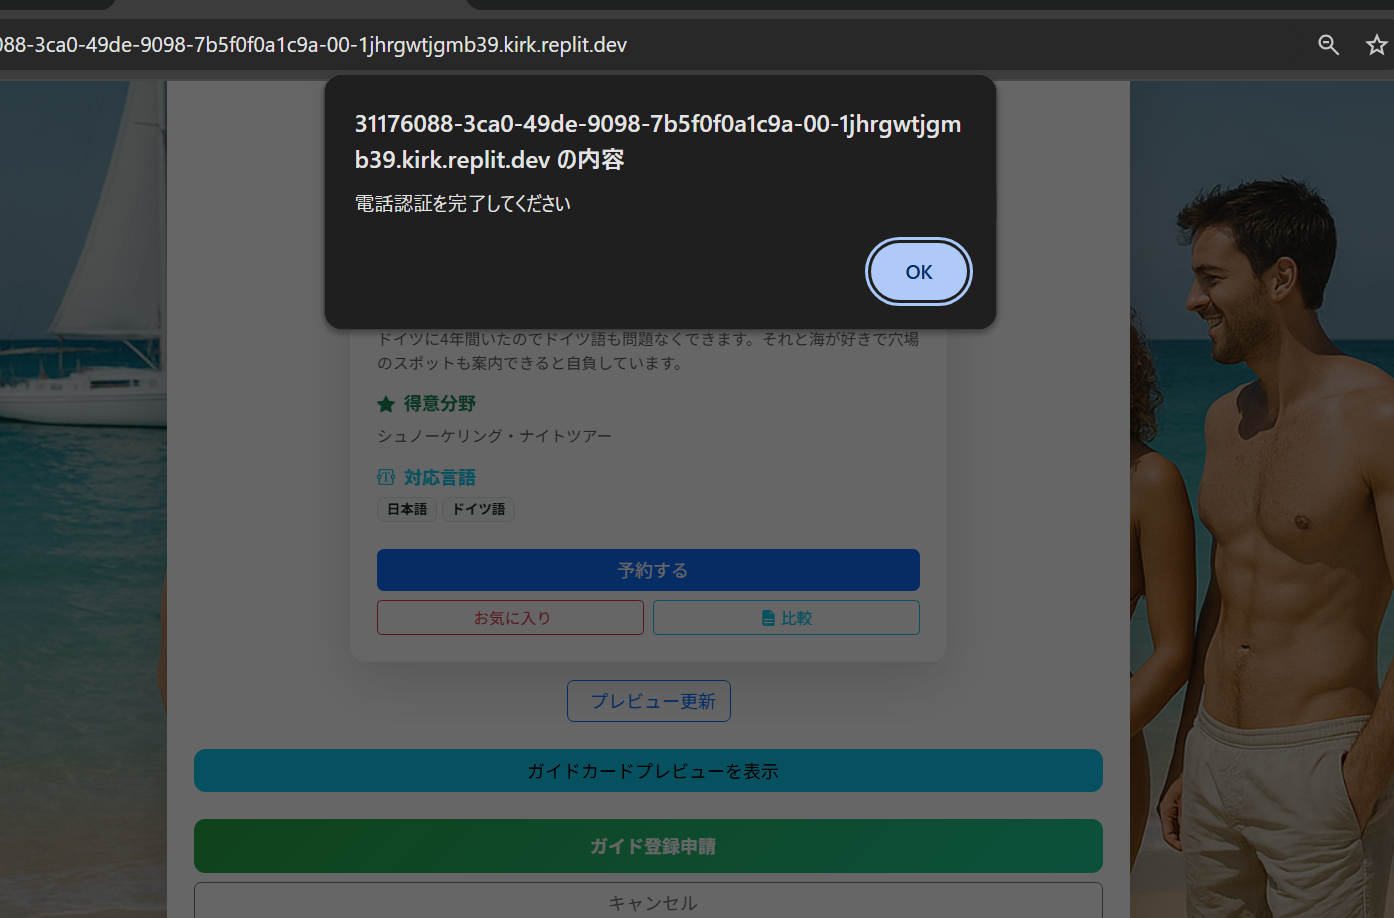 088-3ca0-49de-9098-7b5f0f0a1c9a-00-1jhrgwtjgmb39.kirk.replit.dev
31176088-3ca0-49de-9098-7b5f0f0a1c9a-00-1jhrgwtjgm
b39.kirk.replit.dev の内容
電話認証を完了してください
OK
ドイツに4年間いたのでドイツ語も問題なくできます。それと海が好きで穴場
のスポットも案内できると自負しています。
得意分野
シュノーケリング・ナイトツアー
対応言語
日本語 ドイツ語
予約する
お気に入り 比較
プレビュー更新
ガイドカードプレビューを表示
ガイド登録申請
キャンセル